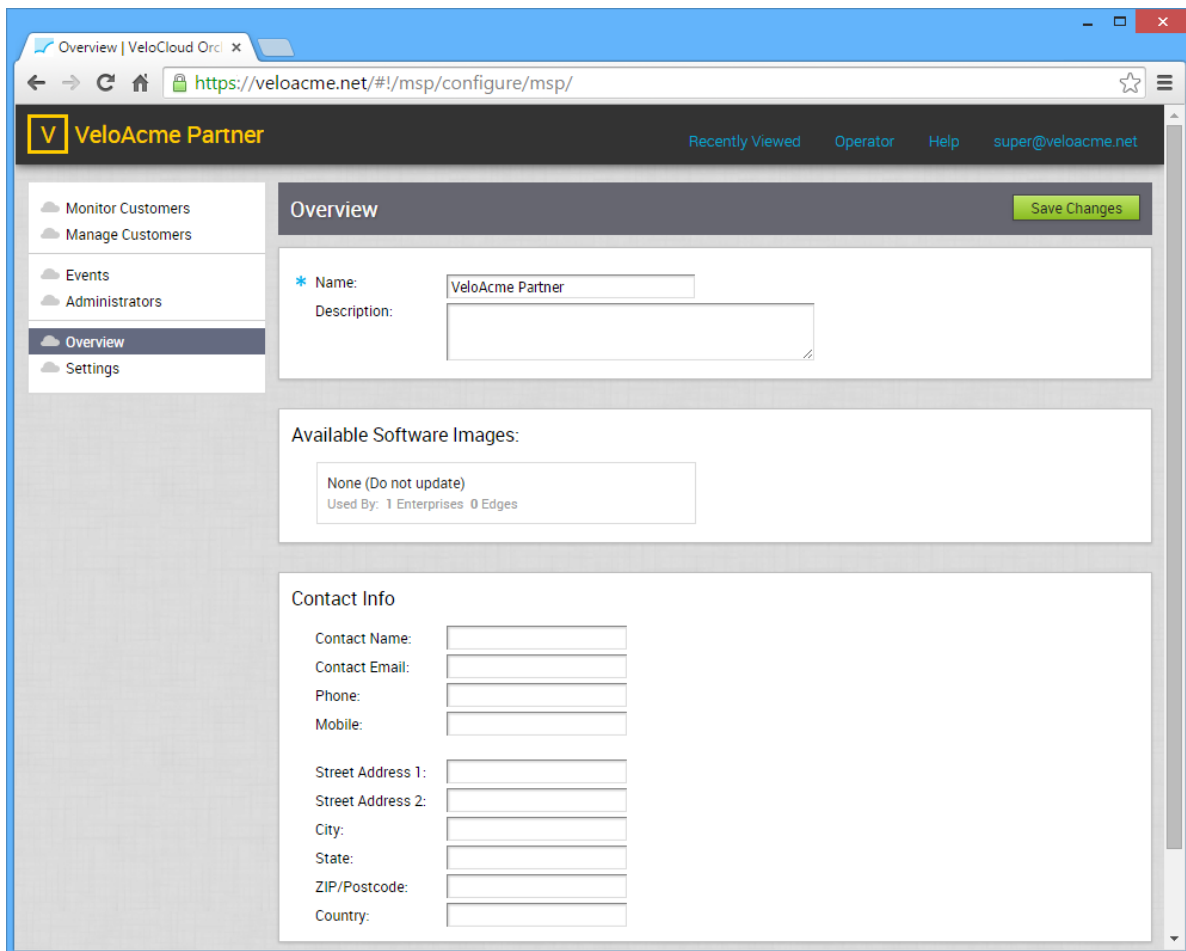 Overview | VeloCloud Orc
https://veloacme.net/#!/msp/configure/msp/
V VeloAcme Partner
Recently Viewed Operator Help super@veloacme.net
Monitor Customers
Manage Customers
Events
Administrators
Overview
Settings
Overview
Save Changes
* Name: VeloAcme Partner
Description:
Available Software Images:
None (Do not update)
Used By: 1 Enterprises 0 Edges
Contact Info
Contact Name:
Contact Email:
Phone:
Mobile:
Street Address 1:
Street Address 2:
City:
State:
ZIP/Postcode:
Country: